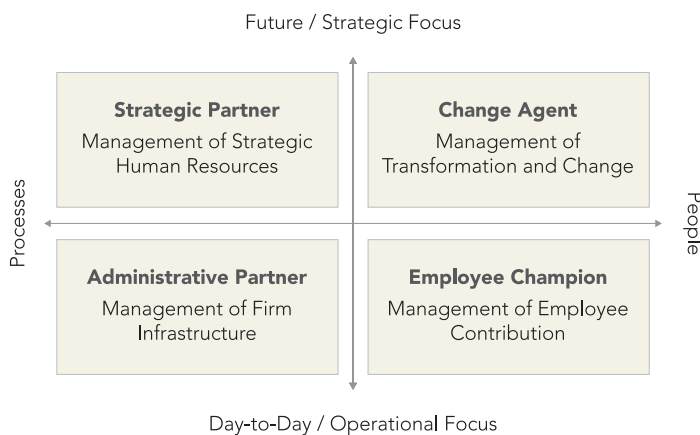 Future / Strategic Focus
Strategic Partner
Management of Strategic
Human Resources
Change Agent
Management of
Transformation and Change
Processes
People
Administrative Partner
Management of Firm
Infrastructure
Employee Champion
Management of Employee
Contribution
Day-to-Day / Operational Focus